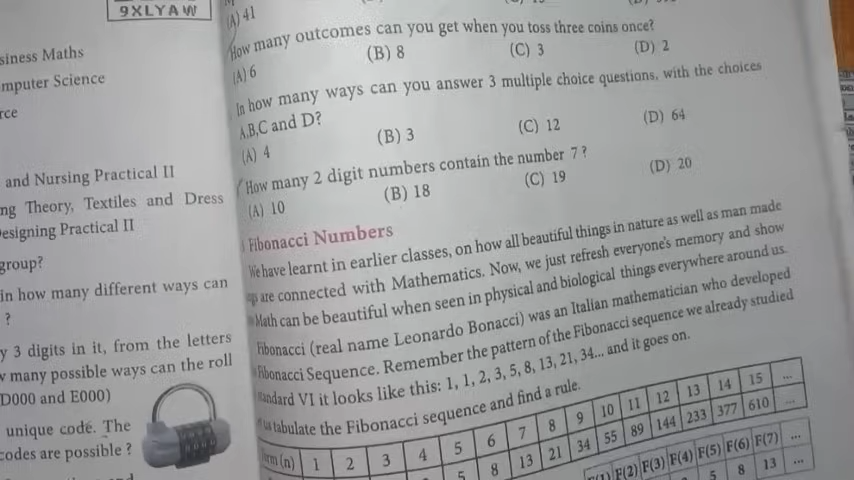 9XLYAW
siness Maths
mputer Science
rce
and Nursing Practical II
ng Theory, Textiles and Dress
esigning Practical II
group?
in how many different ways can
?
y 3 digits in it, from the letters
w many possible ways can the roll
D000 and E000)
unique code. The
codes are possible ?
(A) 41
How many outcomes can you get when you toss three coins once?
(A) 6 (B) 8 (C) 3 (D) 2
In how many ways can you answer 3 multiple choice questions, with the choices
A,B,C and D?
(A) 4 (B) 3 (C) 12 (D) 64
How many 2 digit numbers contain the number 7 ?
(A) 10 (B) 18 (C) 19 (D) 20
Fibonacci Numbers
We have learnt in earlier classes, on how all beautiful things in nature as well as man made
are connected with Mathematics. Now, we just refresh everyone's memory and show
Math can be beautiful when seen in physical and biological things everywhere around us.
Fibonacci (real name Leonardo Bonacci) was an Italian mathematician who developed
Fibonacci Sequence. Remember the pattern of the Fibonacci sequence we already studied
standard VI it looks like this: 1, 1, 2, 3, 5, 8, 13, 21, 34... and it goes on.
us tabulate the Fibonacci sequence and find a rule.
(n) 1 2 3 4 5 6 7 8 9 10 11 12 13 14 15 ...
5 8 13 21 34 55 89 144 233 377 610 ...
F(2) F(3) F(4) F(5) F(6) F(7) ...
5 8 13 ...